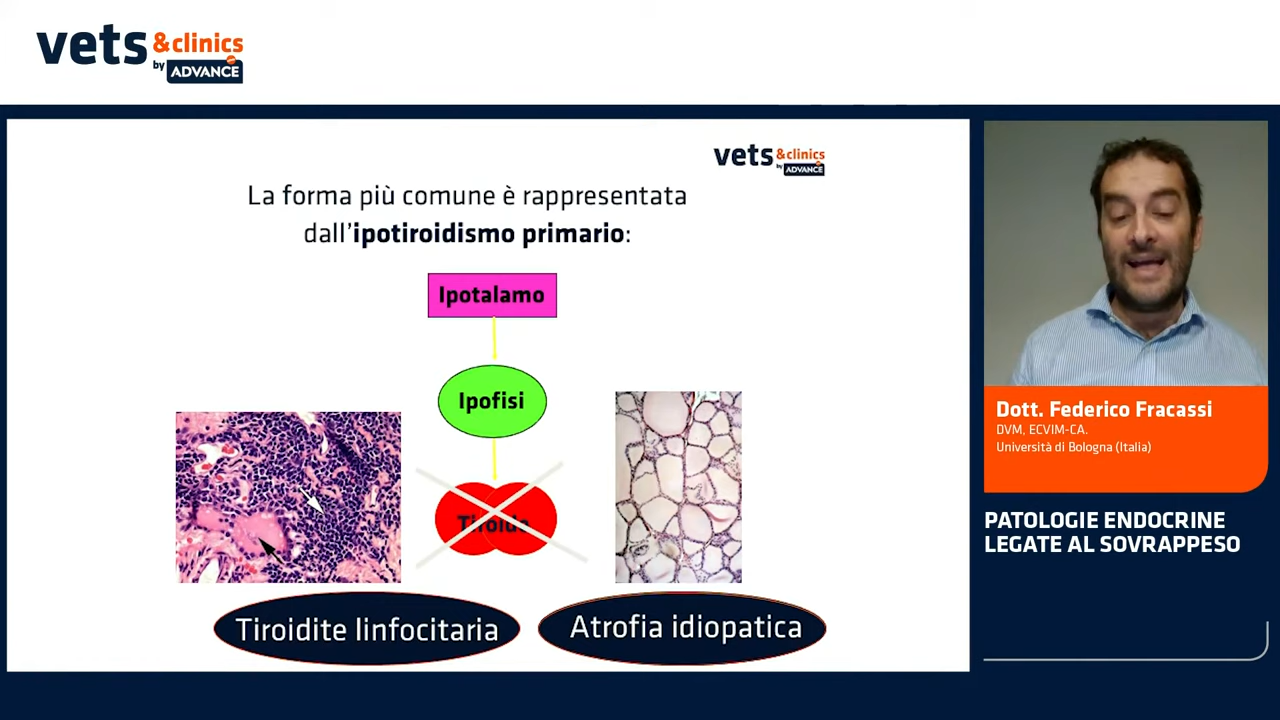 vets &clinics
by ADVANCE
vets &clinics
by ADVANCE
La forma più comune è rappresentata
dall'ipotiroidismo primario:
Ipotalamo
Ipofisi
Tiroide
Tiroidite linfocitaria
Atrofia idiopatica
Dott. Federico Fracassi
DVM, ECVIM-CA.
Università di Bologna (Italia)
PATOLOGIE ENDOCRINE
LEGATE AL SOVRAPPESO